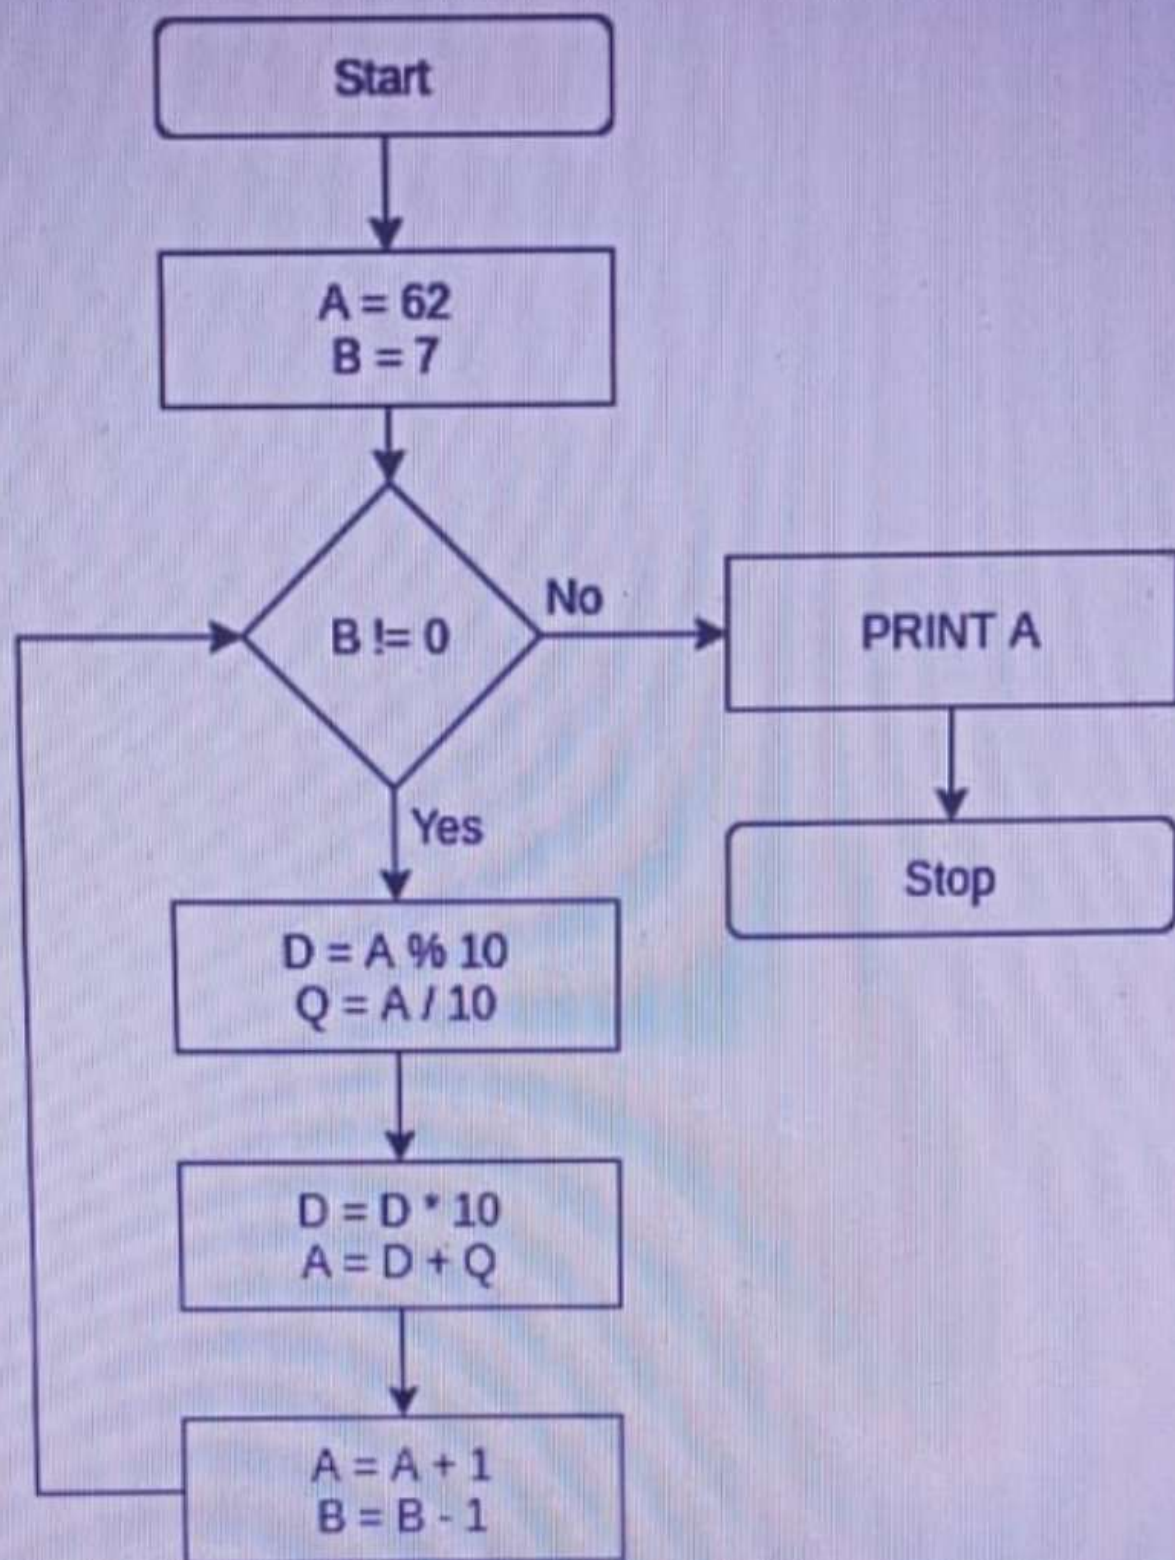 Start
A = 62
B = 7
B != 0
No
PRINT A
Stop
Yes
D = A % 10
Q = A / 10
D = D * 10
A = D + Q
A = A + 1
B = B - 1